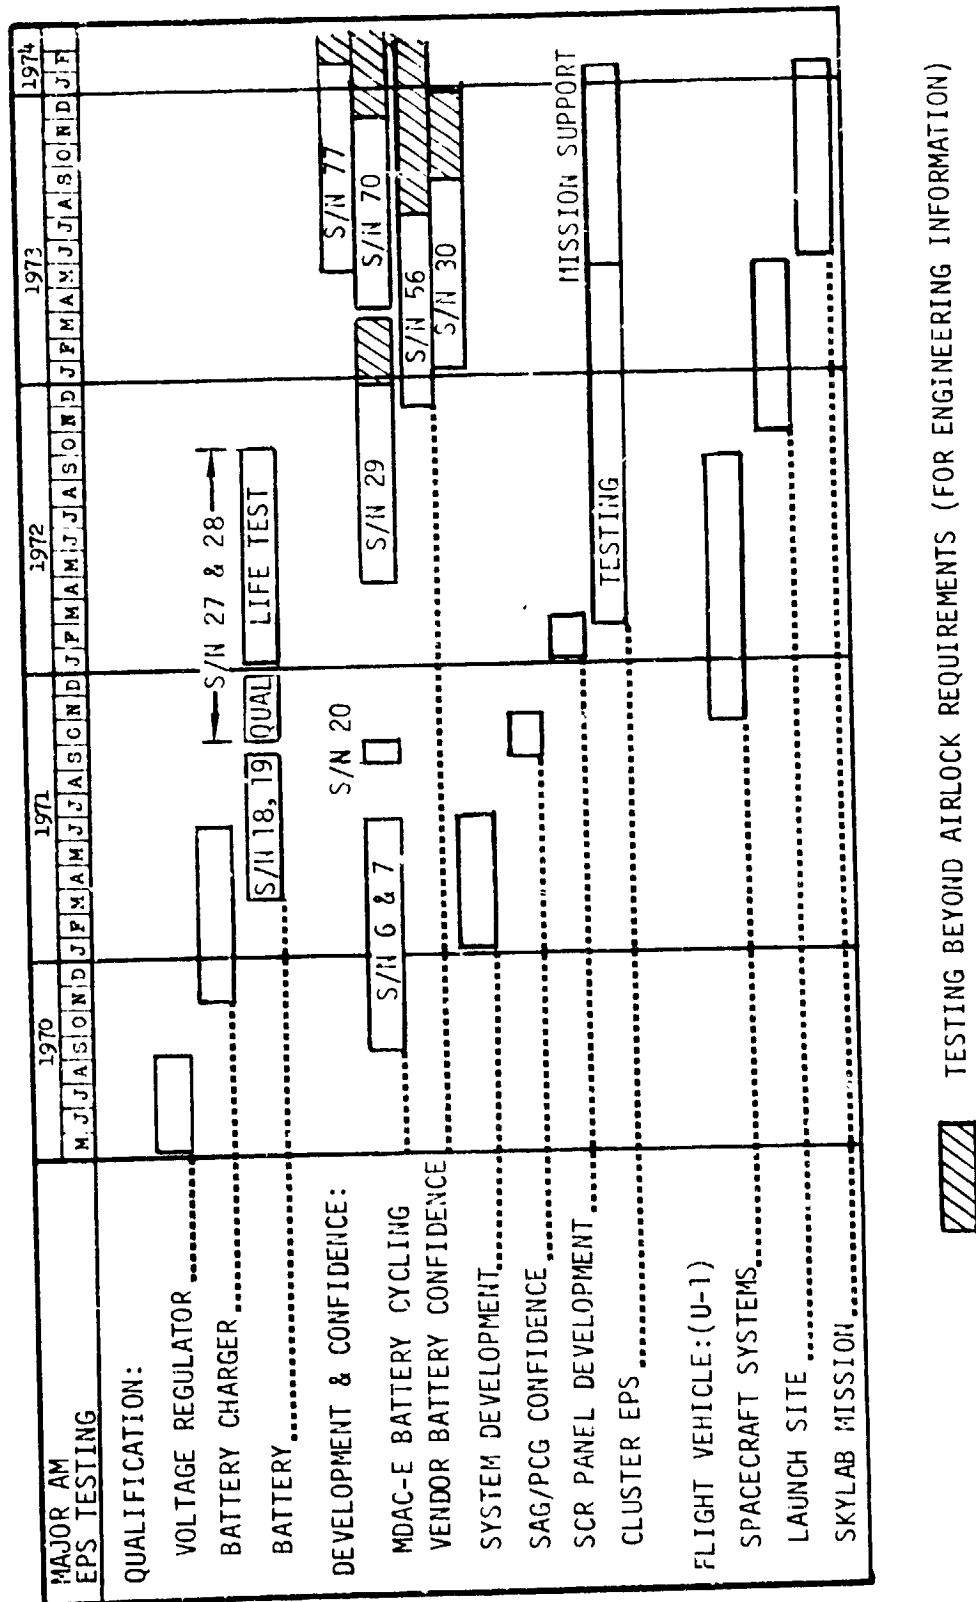 MAJOR AM
EPS TESTING
1970 1971 1972 1973 1974
M J J A S O N D J F M A M J J A S O N D J F M A M J J A S O N D J F M A M J J A S O N D J F
QUALIFICATION:
VOLTAGE REGULATOR
BATTERY CHARGER
S/N 27 & 28
BATTERY S/N 18, 19 QUAL LIFE TEST
DEVELOPMENT & CONFIDENCE:
S/N 20 S/N 77
MDAC-E BATTERY CYCLING S/N 6 & 7 S/N 29 S/N 70
VENDOR BATTERY CONFIDENCE S/N 56
S/N 30
SYSTEM DEVELOPMENT
SAG/PCG CONFIDENCE
SCR PANEL DEVELOPMENT
MISSION SUPPORT
CLUSTER EPS TESTING
FLIGHT VEHICLE:(U-1)
SPACECRAFT SYSTEMS
LAUNCH SITE
SKYLAB MISSION
TESTING BEYOND AIRLOCK REQUIREMENTS (FOR ENGINEERING INFORMATION)